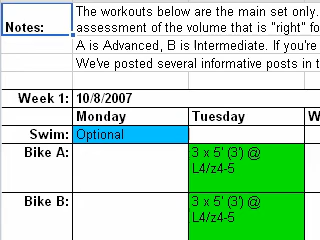 The workouts below are the main set only.
Notes: assessment of the volume that is "right" fo
A is Advanced, B is Intermediate. If you're
We've posted several informative posts in t
Week 1: 10/8/2007
Monday Tuesday W
Swim: Optional
Bike A: 3 x 5' (3') @
L4/z4-5
Bike B: 3 x 5' (3') @
L4/z4-5